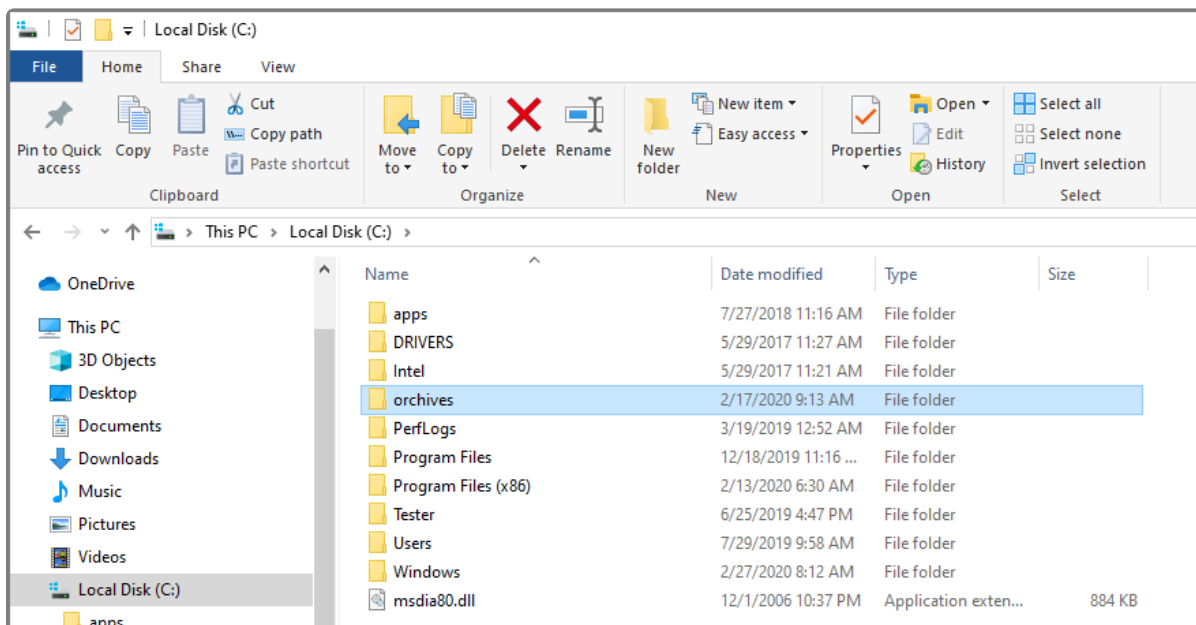 Local Disk (C:)
File Home Share View
Pin to Quick access
Copy
Paste
Cut
Copy path
Paste shortcut
Clipboard
Move to
Copy to
Delete
Rename
Organize
New folder
New item
Easy access
New
Properties
Open
Edit
History
Open
Select all
Select none
Invert selection
Select
This PC > Local Disk (C:) >
OneDrive
This PC
3D Objects
Desktop
Documents
Downloads
Music
Pictures
Videos
Local Disk (C:)
apps
Name Date modified Type Size
apps 7/27/2018 11:16 AM File folder
DRIVERS 5/29/2017 11:27 AM File folder
Intel 5/29/2017 11:21 AM File folder
orchives 2/17/2020 9:13 AM File folder
PerfLogs 3/19/2019 12:52 AM File folder
Program Files 12/18/2019 11:16 ... File folder
Program Files (x86) 2/13/2020 6:30 AM File folder
Tester 6/25/2019 4:47 PM File folder
Users 7/29/2019 9:58 AM File folder
Windows 2/27/2020 8:12 AM File folder
msdia80.dll 12/1/2006 10:37 PM Application exten... 884 KB